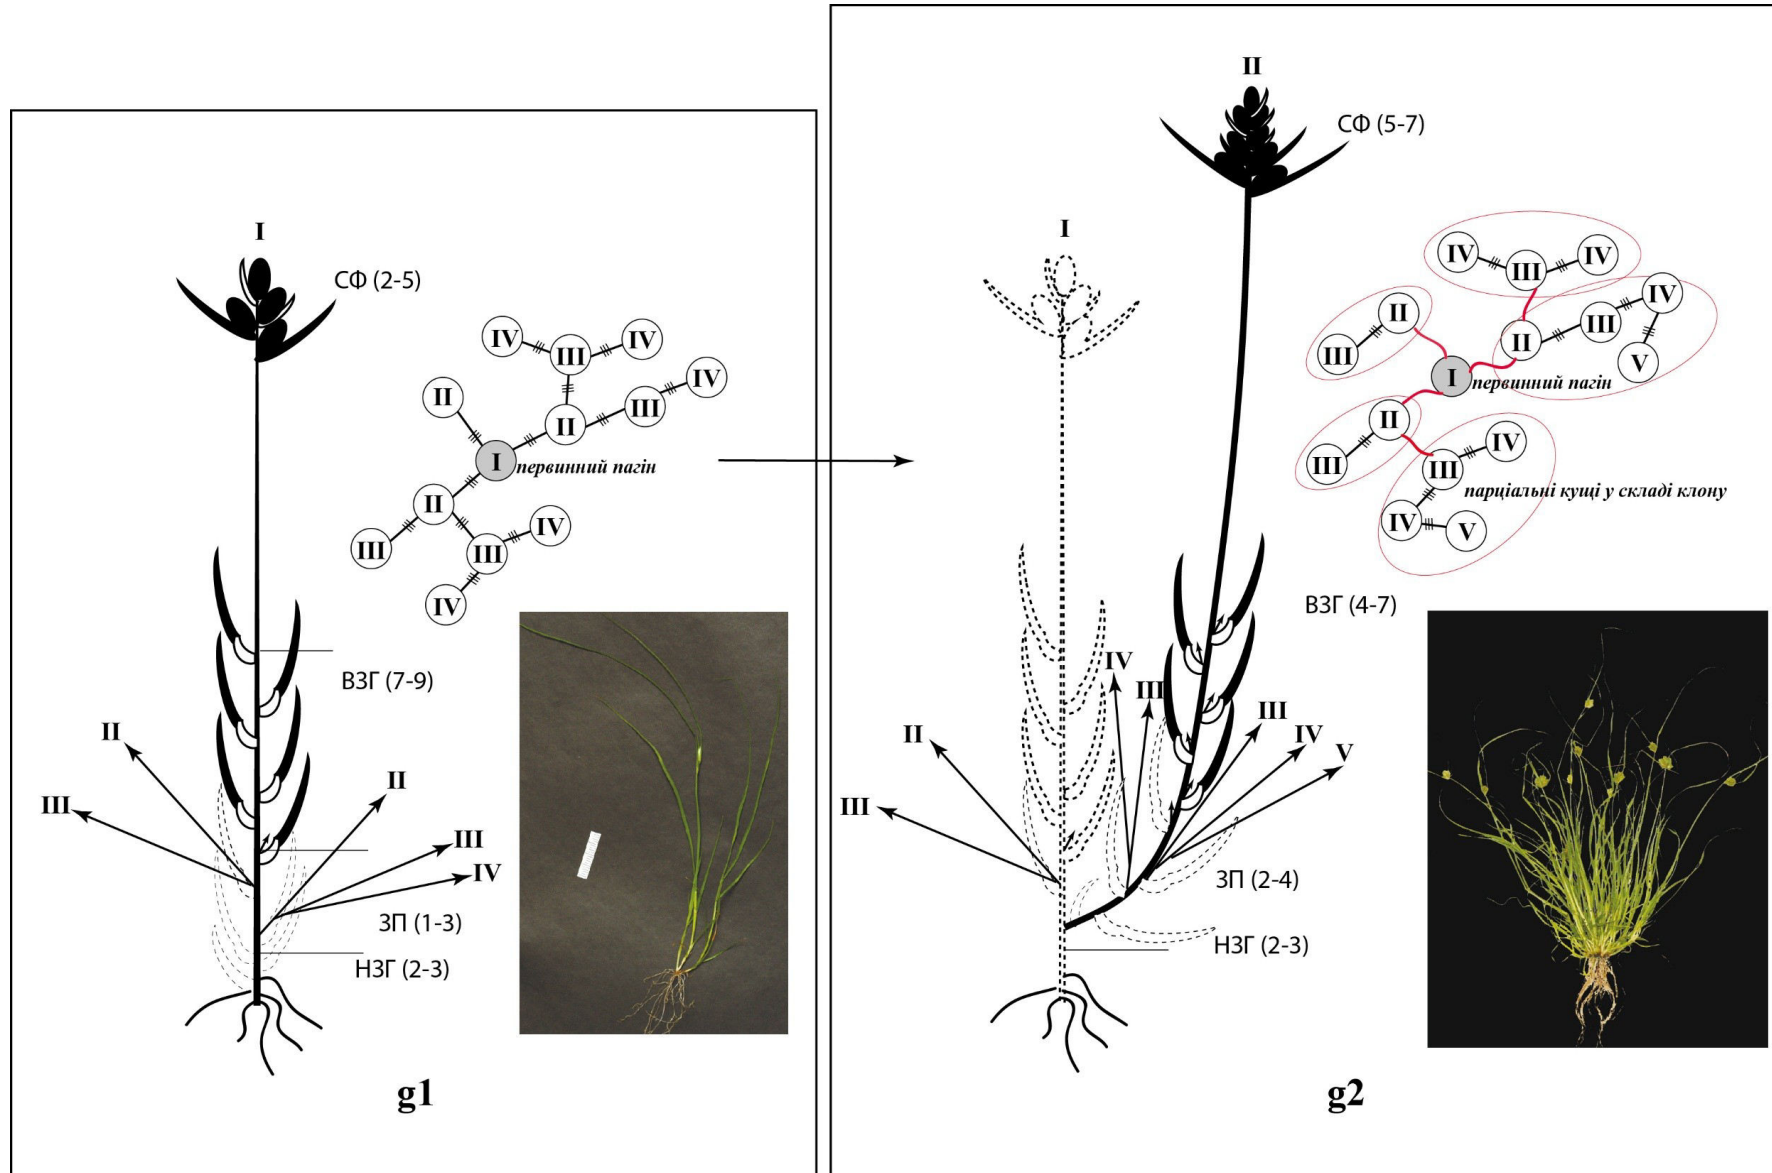 I
СФ (2-5)
IV
III
IV
II
III
IV
II
I
первинний пагін
II
III
IV
III
IV
ВЗГ (7-9)
II
III
II
III
IV
ЗП (1-3)
НЗГ (2-3)
g1
II
СФ (5-7)
I
IV
III
IV
II
III
II
III
IV
V
I
первинний пагін
II
III
III
IV
парціальні кущі у складі клону
IV
V
ВЗГ (4-7)
II
III
IV
III
III
IV
V
ЗП (2-4)
НЗГ (2-3)
g2